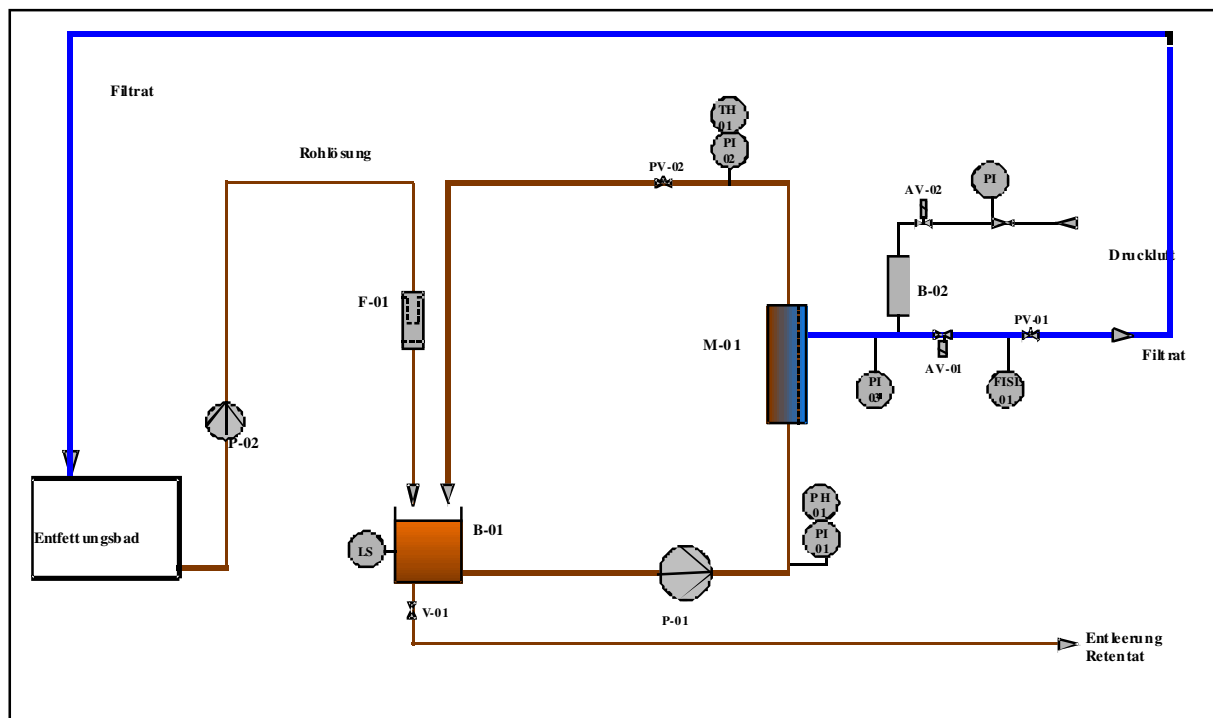 Filtrat
Rohlösung
TH
01
PI
02
PV-02
AV-02
PI
Druckluft
F-01
B-02
M-01
PV-01
Filtrat
AV-01
PI
FISL
01
P-02
PH
01
PI
01
Entfettungsbad
LS
B-01
V-01
P-01
Entleerung
Retentat